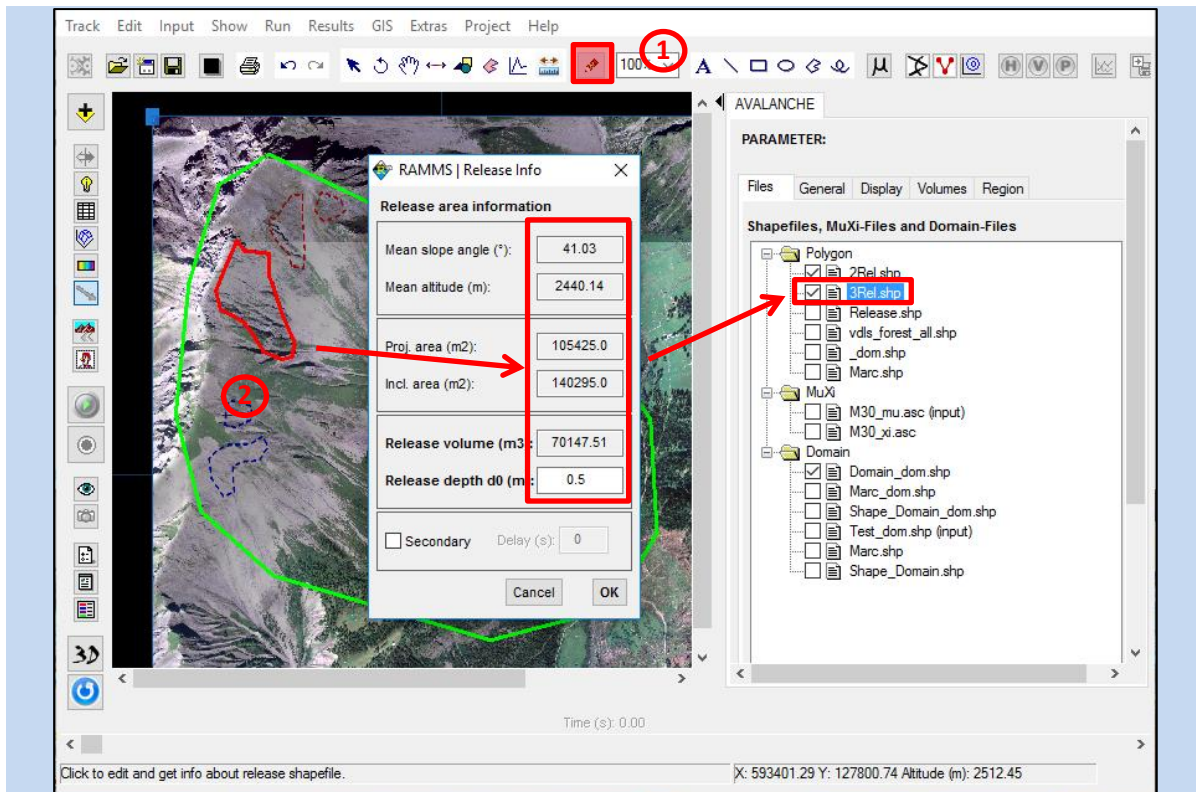 Track Edit Input Show Run Results GIS Extras Project Help
1
100%
A
μ
H V P
AVALANCHE
PARAMETER:
Files General Display Volumes Region
Shapefiles, MuXi-Files and Domain-Files
Polygon
2Rel.shp
3Rel.shp
Release.shp
vdls_forest_all.shp
_dom.shp
Marc.shp
MuXi
M30_mu.asc (input)
M30_xi.asc
Domain
Domain_dom.shp
Marc_dom.shp
Shape_Domain_dom.shp
Test_dom.shp (input)
Marc.shp
Shape_Domain.shp
RAMMS | Release Info
Release area information
Mean slope angle (°): 41.03
Mean altitude (m): 2440.14
Proj. area (m2): 105425.0
Incl. area (m2): 140295.0
Release volume (m3): 70147.51
Release depth d0 (m): 0.5
Secondary Delay (s): 0
Cancel OK
2
3D
Time (s): 0.00
Click to edit and get info about release shapefile.
X: 593401.29 Y: 127800.74 Altitude (m): 2512.45